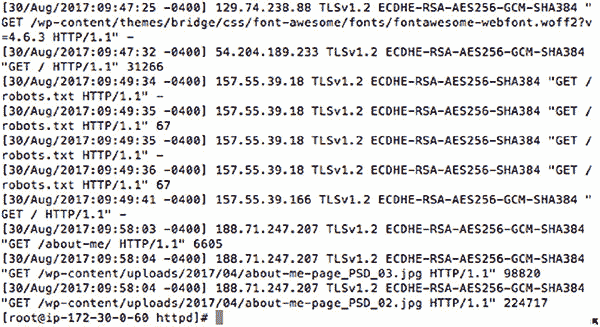 [30/Aug/2017:09:47:25 -0400] 129.74.238.88 TLSv1.2 ECDHE-RSA-AES256-GCM-SHA384 "
GET /wp-content/themes/bridge/css/font-awesome/fonts/fontawesome-webfont.woff2?v
=4.6.3 HTTP/1.1" -
[30/Aug/2017:09:47:32 -0400] 54.204.189.233 TLSv1.2 ECDHE-RSA-AES256-GCM-SHA384
"GET / HTTP/1.1" 31266
[30/Aug/2017:09:49:34 -0400] 157.55.39.18 TLSv1.2 ECDHE-RSA-AES256-SHA384 "GET /
robots.txt HTTP/1.1" -
[30/Aug/2017:09:49:35 -0400] 157.55.39.18 TLSv1.2 ECDHE-RSA-AES256-SHA384 "GET /
robots.txt HTTP/1.1" 67
[30/Aug/2017:09:49:35 -0400] 157.55.39.18 TLSv1.2 ECDHE-RSA-AES256-SHA384 "GET /
robots.txt HTTP/1.1" -
[30/Aug/2017:09:49:36 -0400] 157.55.39.18 TLSv1.2 ECDHE-RSA-AES256-SHA384 "GET /
robots.txt HTTP/1.1" 67
[30/Aug/2017:09:49:41 -0400] 157.55.39.166 TLSv1.2 ECDHE-RSA-AES256-GCM-SHA384 "
GET / HTTP/1.1" -
[30/Aug/2017:09:58:03 -0400] 188.71.247.207 TLSv1.2 ECDHE-RSA-AES256-GCM-SHA384
"GET /about-me/ HTTP/1.1" 6605
[30/Aug/2017:09:58:04 -0400] 188.71.247.207 TLSv1.2 ECDHE-RSA-AES256-GCM-SHA384
"GET /wp-content/uploads/2017/04/about-me-page_PSD_03.jpg HTTP/1.1" 98820
[30/Aug/2017:09:58:04 -0400] 188.71.247.207 TLSv1.2 ECDHE-RSA-AES256-GCM-SHA384
"GET /wp-content/uploads/2017/04/about-me-page_PSD_02.jpg HTTP/1.1" 224717
[root@ip-172-30-0-60 httpd]#